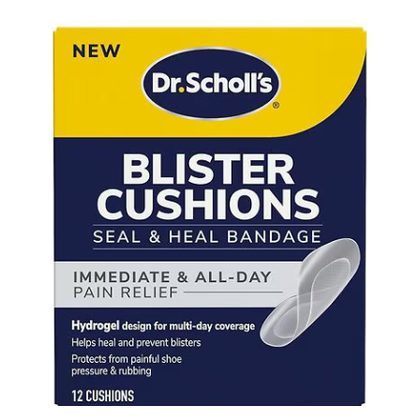 NEW
Dr.Scholl's®
BLISTER
CUSHIONS
SEAL & HEAL BANDAGE
IMMEDIATE & ALL-DAY
PAIN RELIEF
Hydrogel design for multi-day coverage
Helps heal and prevent blisters
Protects from painful shoe
pressure & rubbing
12 CUSHIONS